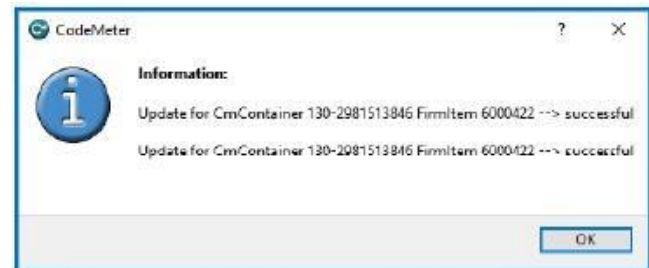 CodeMeter ? ×
Information:
Update for CmContainer 130-2981513846 FirmItem 6000422 --> successful
Update for CmContainer 130-2981513846 FirmItem 6000422 --> successful
OK